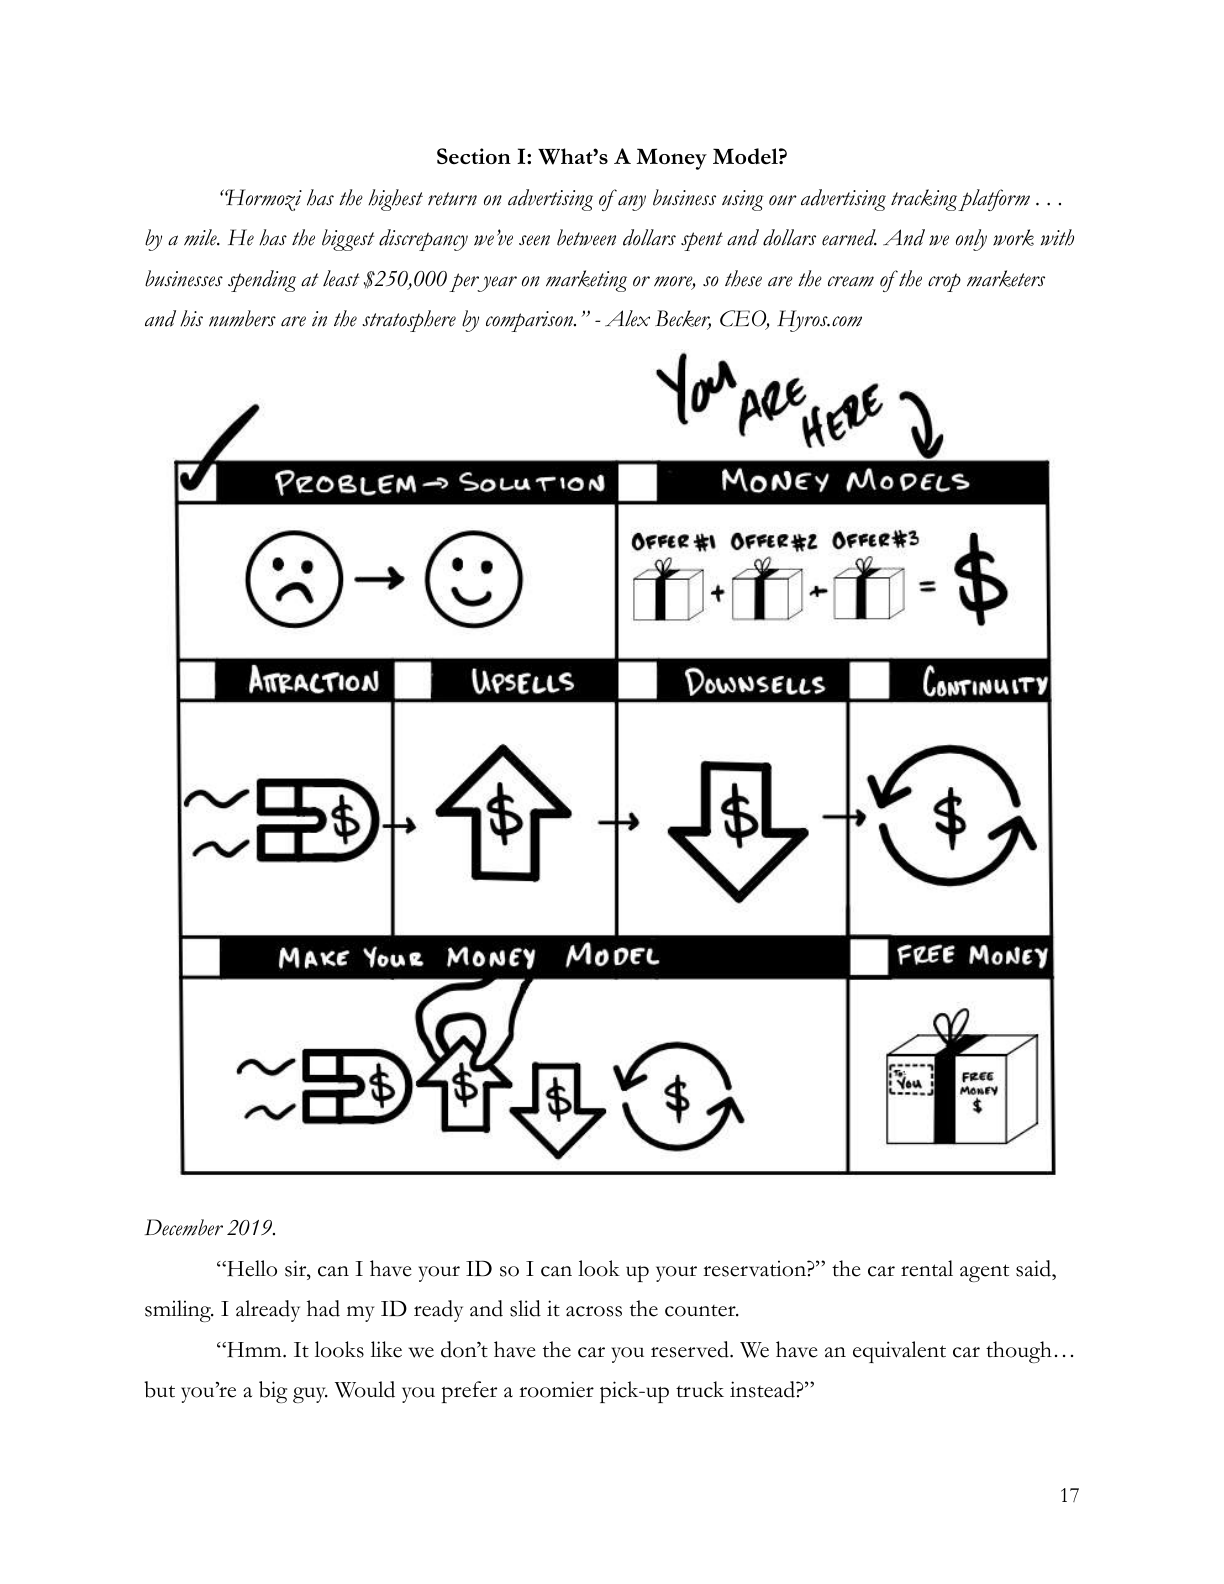 Section I: What’s A Money Model?
“Hormozi has the highest return on advertising of any business using our advertising tracking platform . . .
by a mile. He has the biggest discrepancy we’ve seen between dollars spent and dollars earned. And we only work with
businesses spending at least $250,000 per year on marketing or more, so these are the cream of the crop marketers
and his numbers are in the stratosphere by comparison.” - Alex Becker, CEO, Hyros.com
YOU ARE HERE
PROBLEM → SOLUTION
MONEY MODELS
OFFER #1 OFFER #2 OFFER #3
+ + = $
ATTRACTION
UPSELLS
DOWNSELLS
CONTINUITY
$ $ $ $
MAKE YOUR MONEY MODEL
FREE MONEY
$ $ $ $
TO: YOU
FREE
MONEY
$
December 2019.
“Hello sir, can I have your ID so I can look up your reservation?” the car rental agent said,
smiling. I already had my ID ready and slid it across the counter.
“Hmm. It looks like we don’t have the car you reserved. We have an equivalent car though…
but you’re a big guy. Would you prefer a roomier pick-up truck instead?”
17